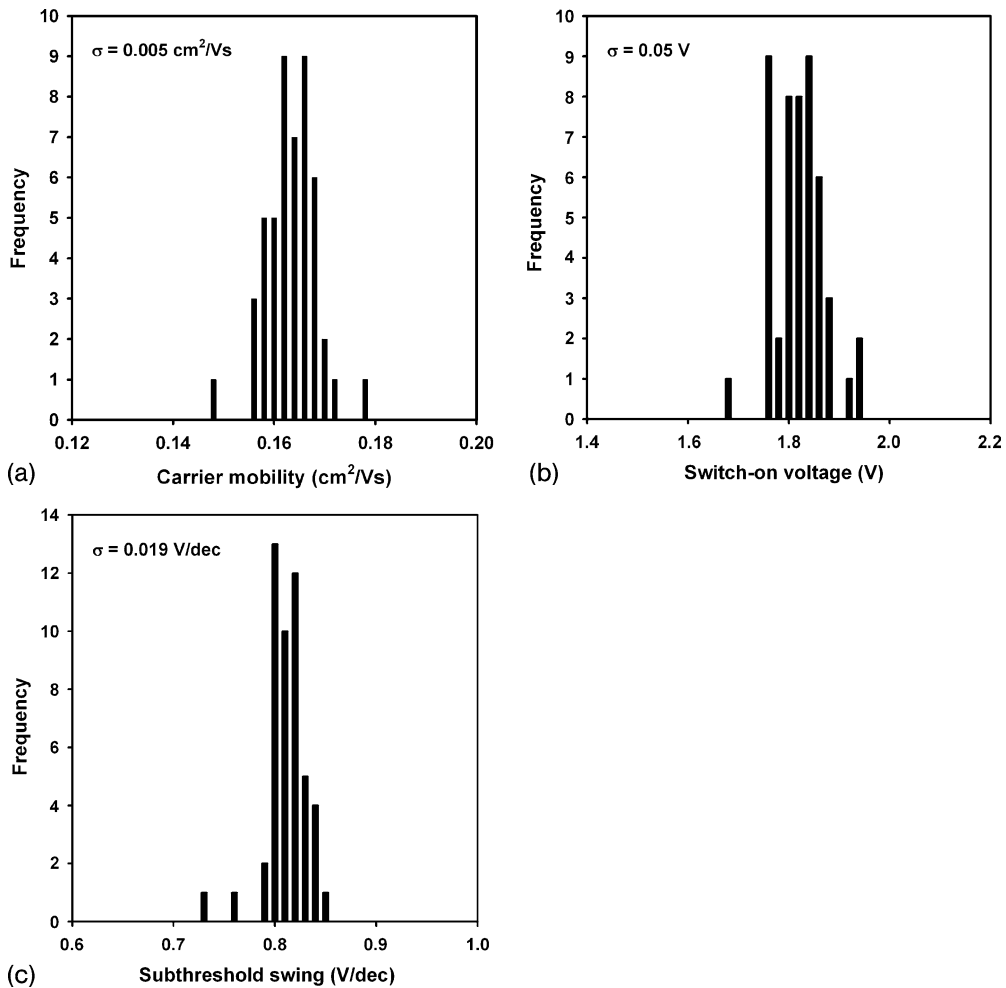 10
9
8
7
6
5
4
3
2
1
0
Frequency
σ = 0.005 cm²/Vs
0.12 0.14 0.16 0.18 0.20
Carrier mobility (cm²/Vs)
(a)
10
9
8
7
6
5
4
3
2
1
0
Frequency
σ = 0.05 V
1.4 1.6 1.8 2.0 2.2
Switch-on voltage (V)
(b)
14
12
10
8
6
4
2
0
Frequency
σ = 0.019 V/dec
0.6 0.7 0.8 0.9 1.0
Subthreshold swing (V/dec)
(c)